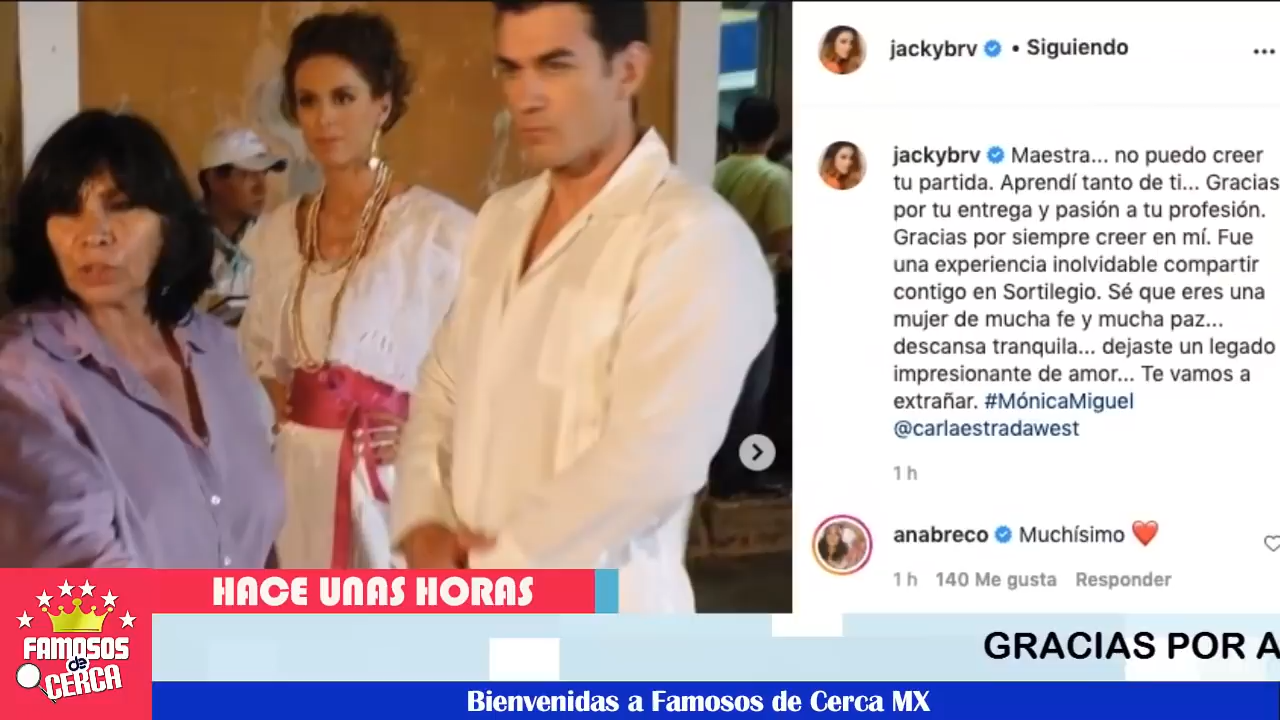 jackybrv • Siguiendo
jackybrv Maestra... no puedo creer
tu partida. Aprendí tanto de ti... Gracias
por tu entrega y pasión a tu profesión.
Gracias por siempre creer en mí. Fue
una experiencia inolvidable compartir
contigo en Sortilegio. Sé que eres una
mujer de mucha fe y mucha paz...
descansa tranquila... dejaste un legado
impresionante de amor... Te vamos a
extrañar. #MónicaMiguel
@carlaestradawest
1 h
anabreco Muchísimo ❤️
1 h 140 Me gusta Responder
HACE UNAS HORAS
FAMOSOS
de
CERCA
GRACIAS POR A
Bienvenidas a Famosos de Cerca MX